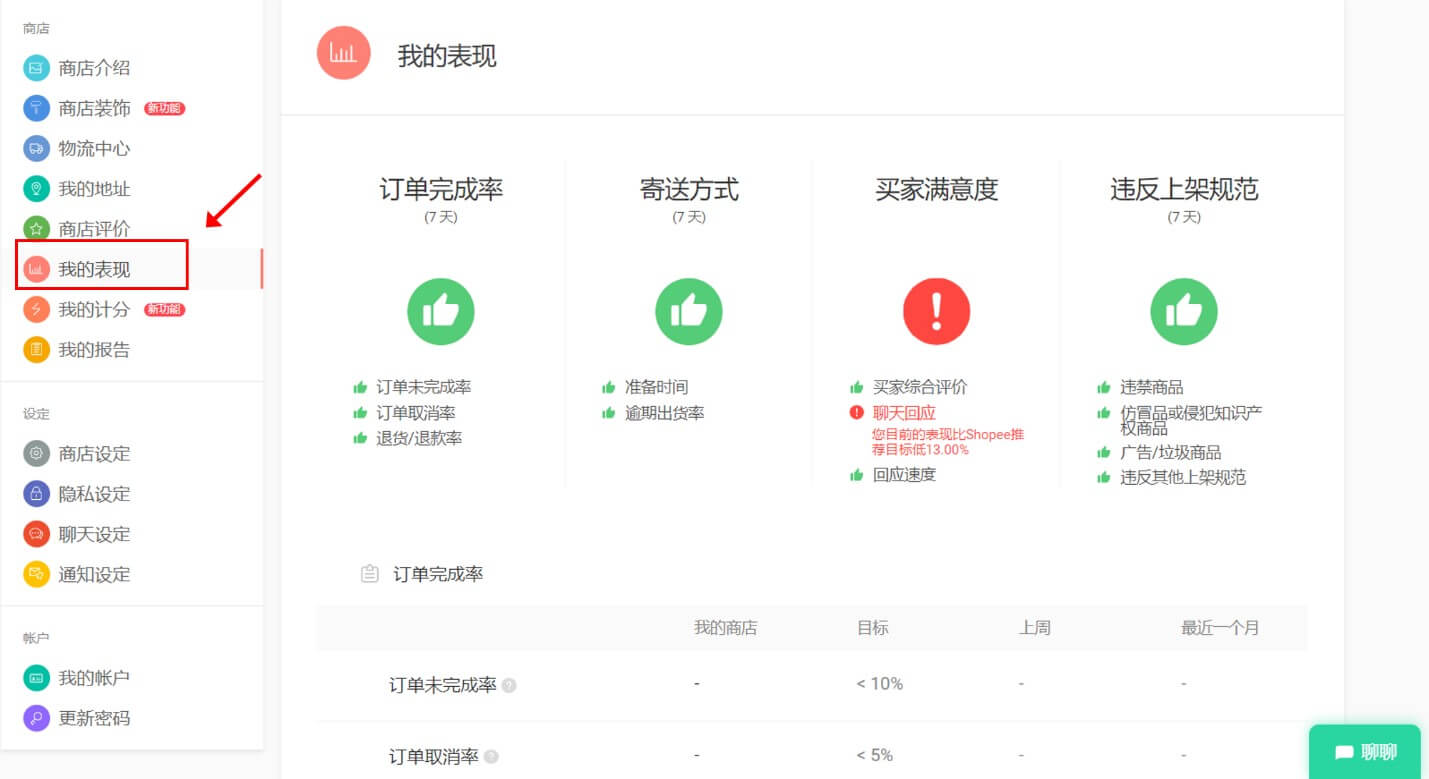 商店
商店介绍
商店装饰 新功能
物流中心
我的地址
商店评价
我的表现
我的计分 新功能
我的报告
设定
商店设定
隐私设定
聊天设定
通知设定
帐户
我的帐户
更新密码
我的表现
订单完成率
(7 天)
订单未完成率
订单取消率
退货/退款率
寄送方式
(7 天)
准备时间
逾期出货率
买家满意度
买家综合评价
聊天回应
您目前的表现比Shopee推
荐目标低13.00%
回应速度
违反上架规范
(7 天)
违禁商品
仿冒品或侵犯知识产
权商品
广告/垃圾商品
违反其他上架规范
订单完成率
我的商店 目标 上周 最近一个月
订单未完成率 ? - < 10% - -
订单取消率 ? - < 5% - -
聊聊